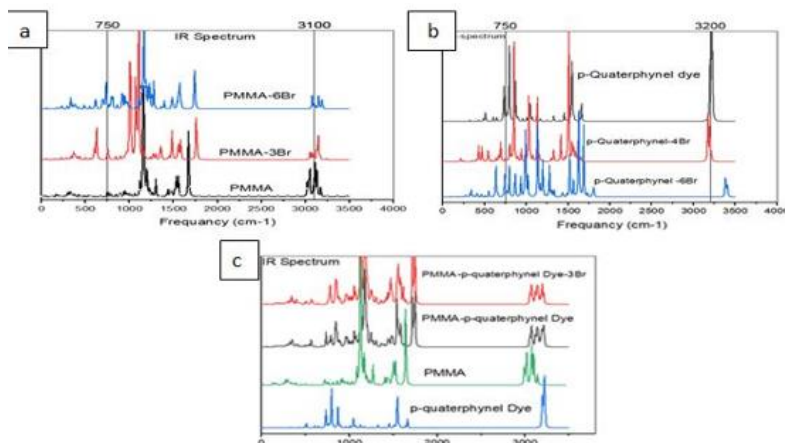 a
750
3100
IR Spectrum
PMMA-6Br
PMMA-3Br
PMMA
0 500 1000 1500 2000 2500 3000 3500 4000
Frequancy (cm-1)
b
750
3200
-spectrum
p-Quaterphynel dye
p-Quaterphynel-4Br
p-Quaterphynel -6Br
0 500 1000 1500 2000 2500 3000 3500 4000
Frequancy (cm-1)
c
IR Spectrum
PMMA-p-quaterphynel Dye-3Br
PMMA-p-quaterphynel Dye
PMMA
p-quaterphynel Dye
0 1000 2000 3000